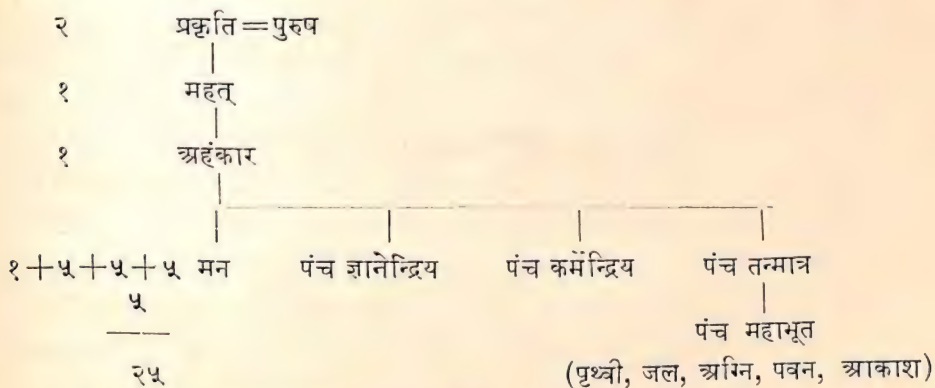 २ प्रकृति=पुरुष
१ महत्
१ अहंकार
१+५+५+५ मन पंच ज्ञानेन्द्रिय पंच कर्मेन्द्रिय पंच तन्मात्र
५ पंच महाभूत
२५ (पृथ्वी, जल, अग्नि, पवन, आकाश)